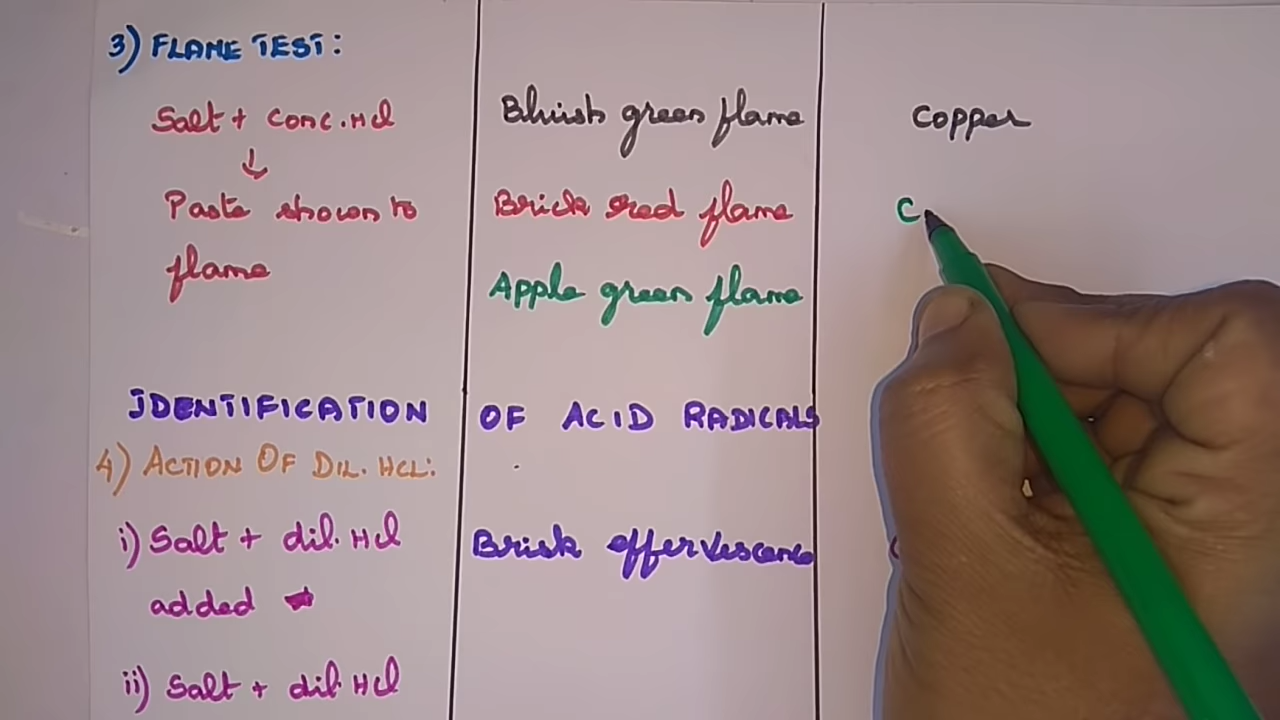 3) FLAME TEST:
Salt + conc. Hcl
↓
Paste shown to
flame
Bluish green flame
Brick red flame
Apple green flame
Copper
C
IDENTIFICATION OF ACID RADICALS
4) ACTION OF DIL. HCL:
i) Salt + dil. Hcl
added
Brisk effervescence
ii) Salt + dil. Hcl